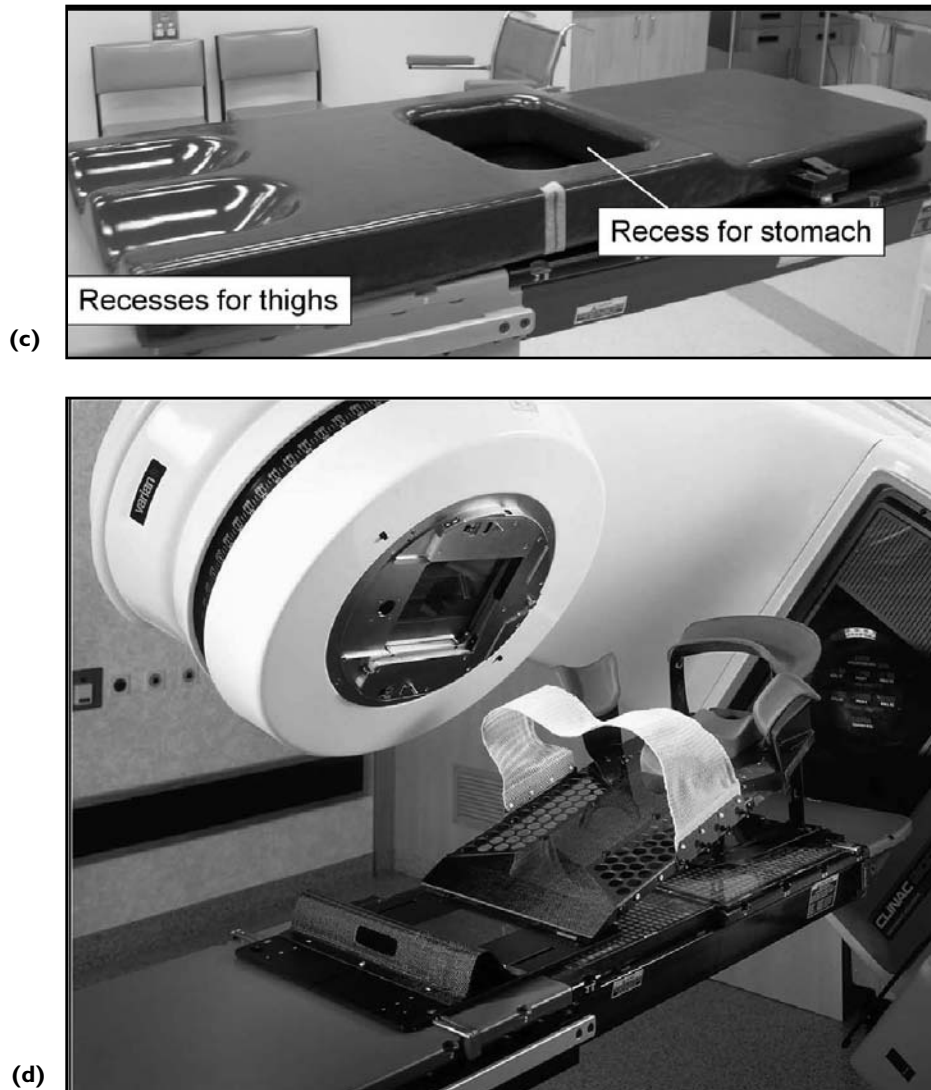 Recess for stomach
Recesses for thighs
(c)
varian
CLINAC
(d)